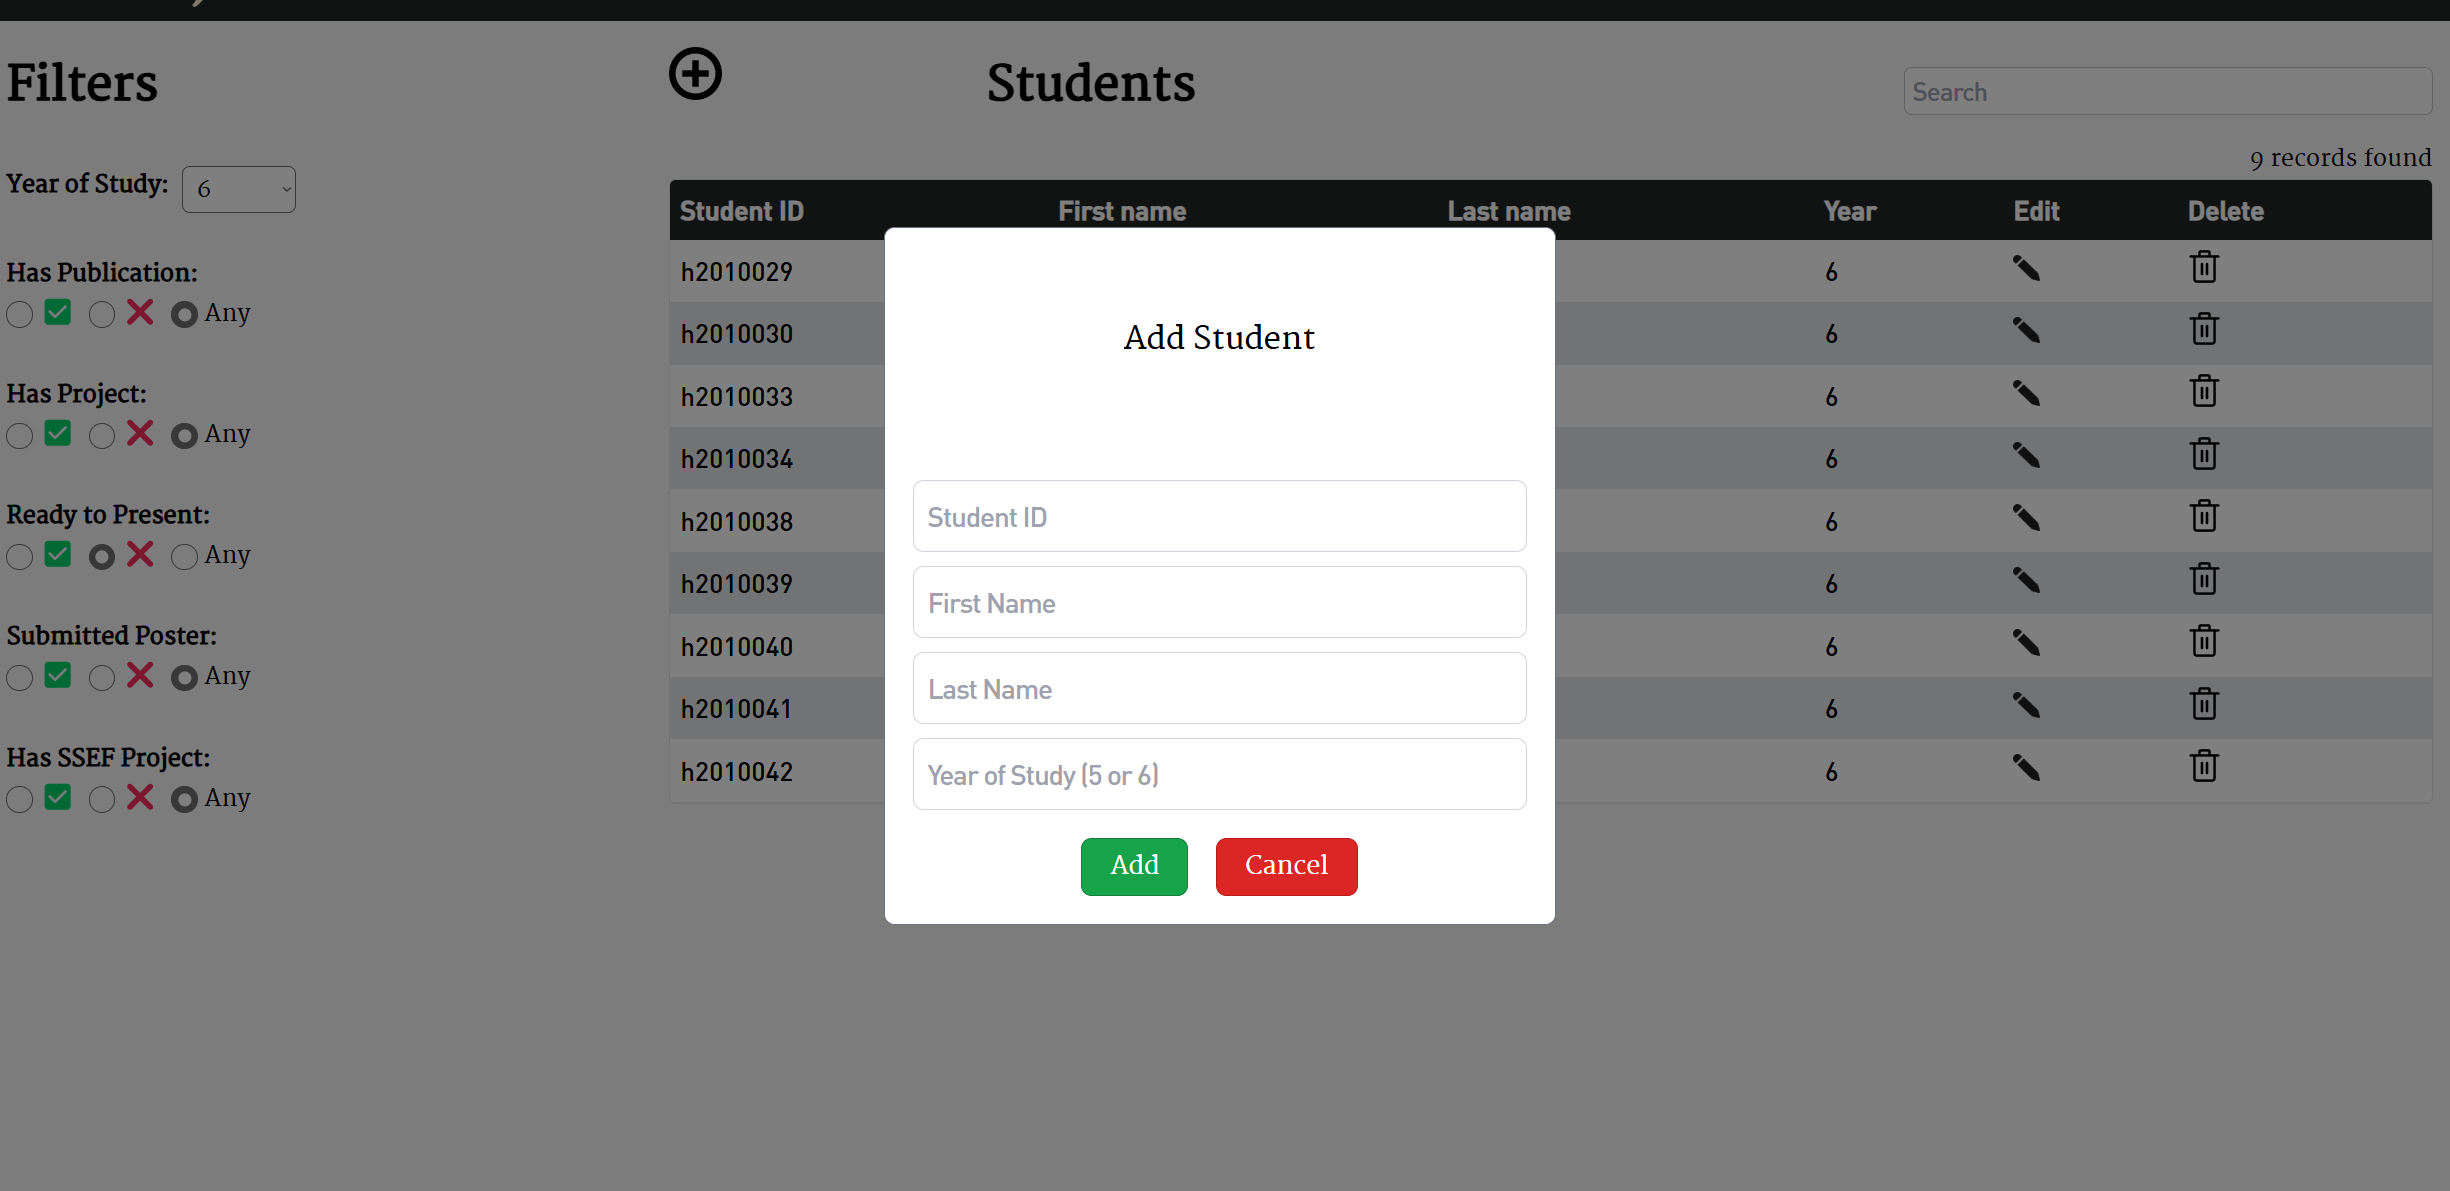 Filters
Students
Search
9 records found
Year of Study: 6
Has Publication:
Any
Has Project:
Any
Ready to Present:
Any
Submitted Poster:
Any
Has SSEF Project:
Any
Student ID First name Last name Year Edit Delete
h2010029 6
h2010030 6
h2010033 6
h2010034 6
h2010038 6
h2010039 6
h2010040 6
h2010041 6
h2010042 6
Add Student
Student ID
First Name
Last Name
Year of Study (5 or 6)
Add Cancel